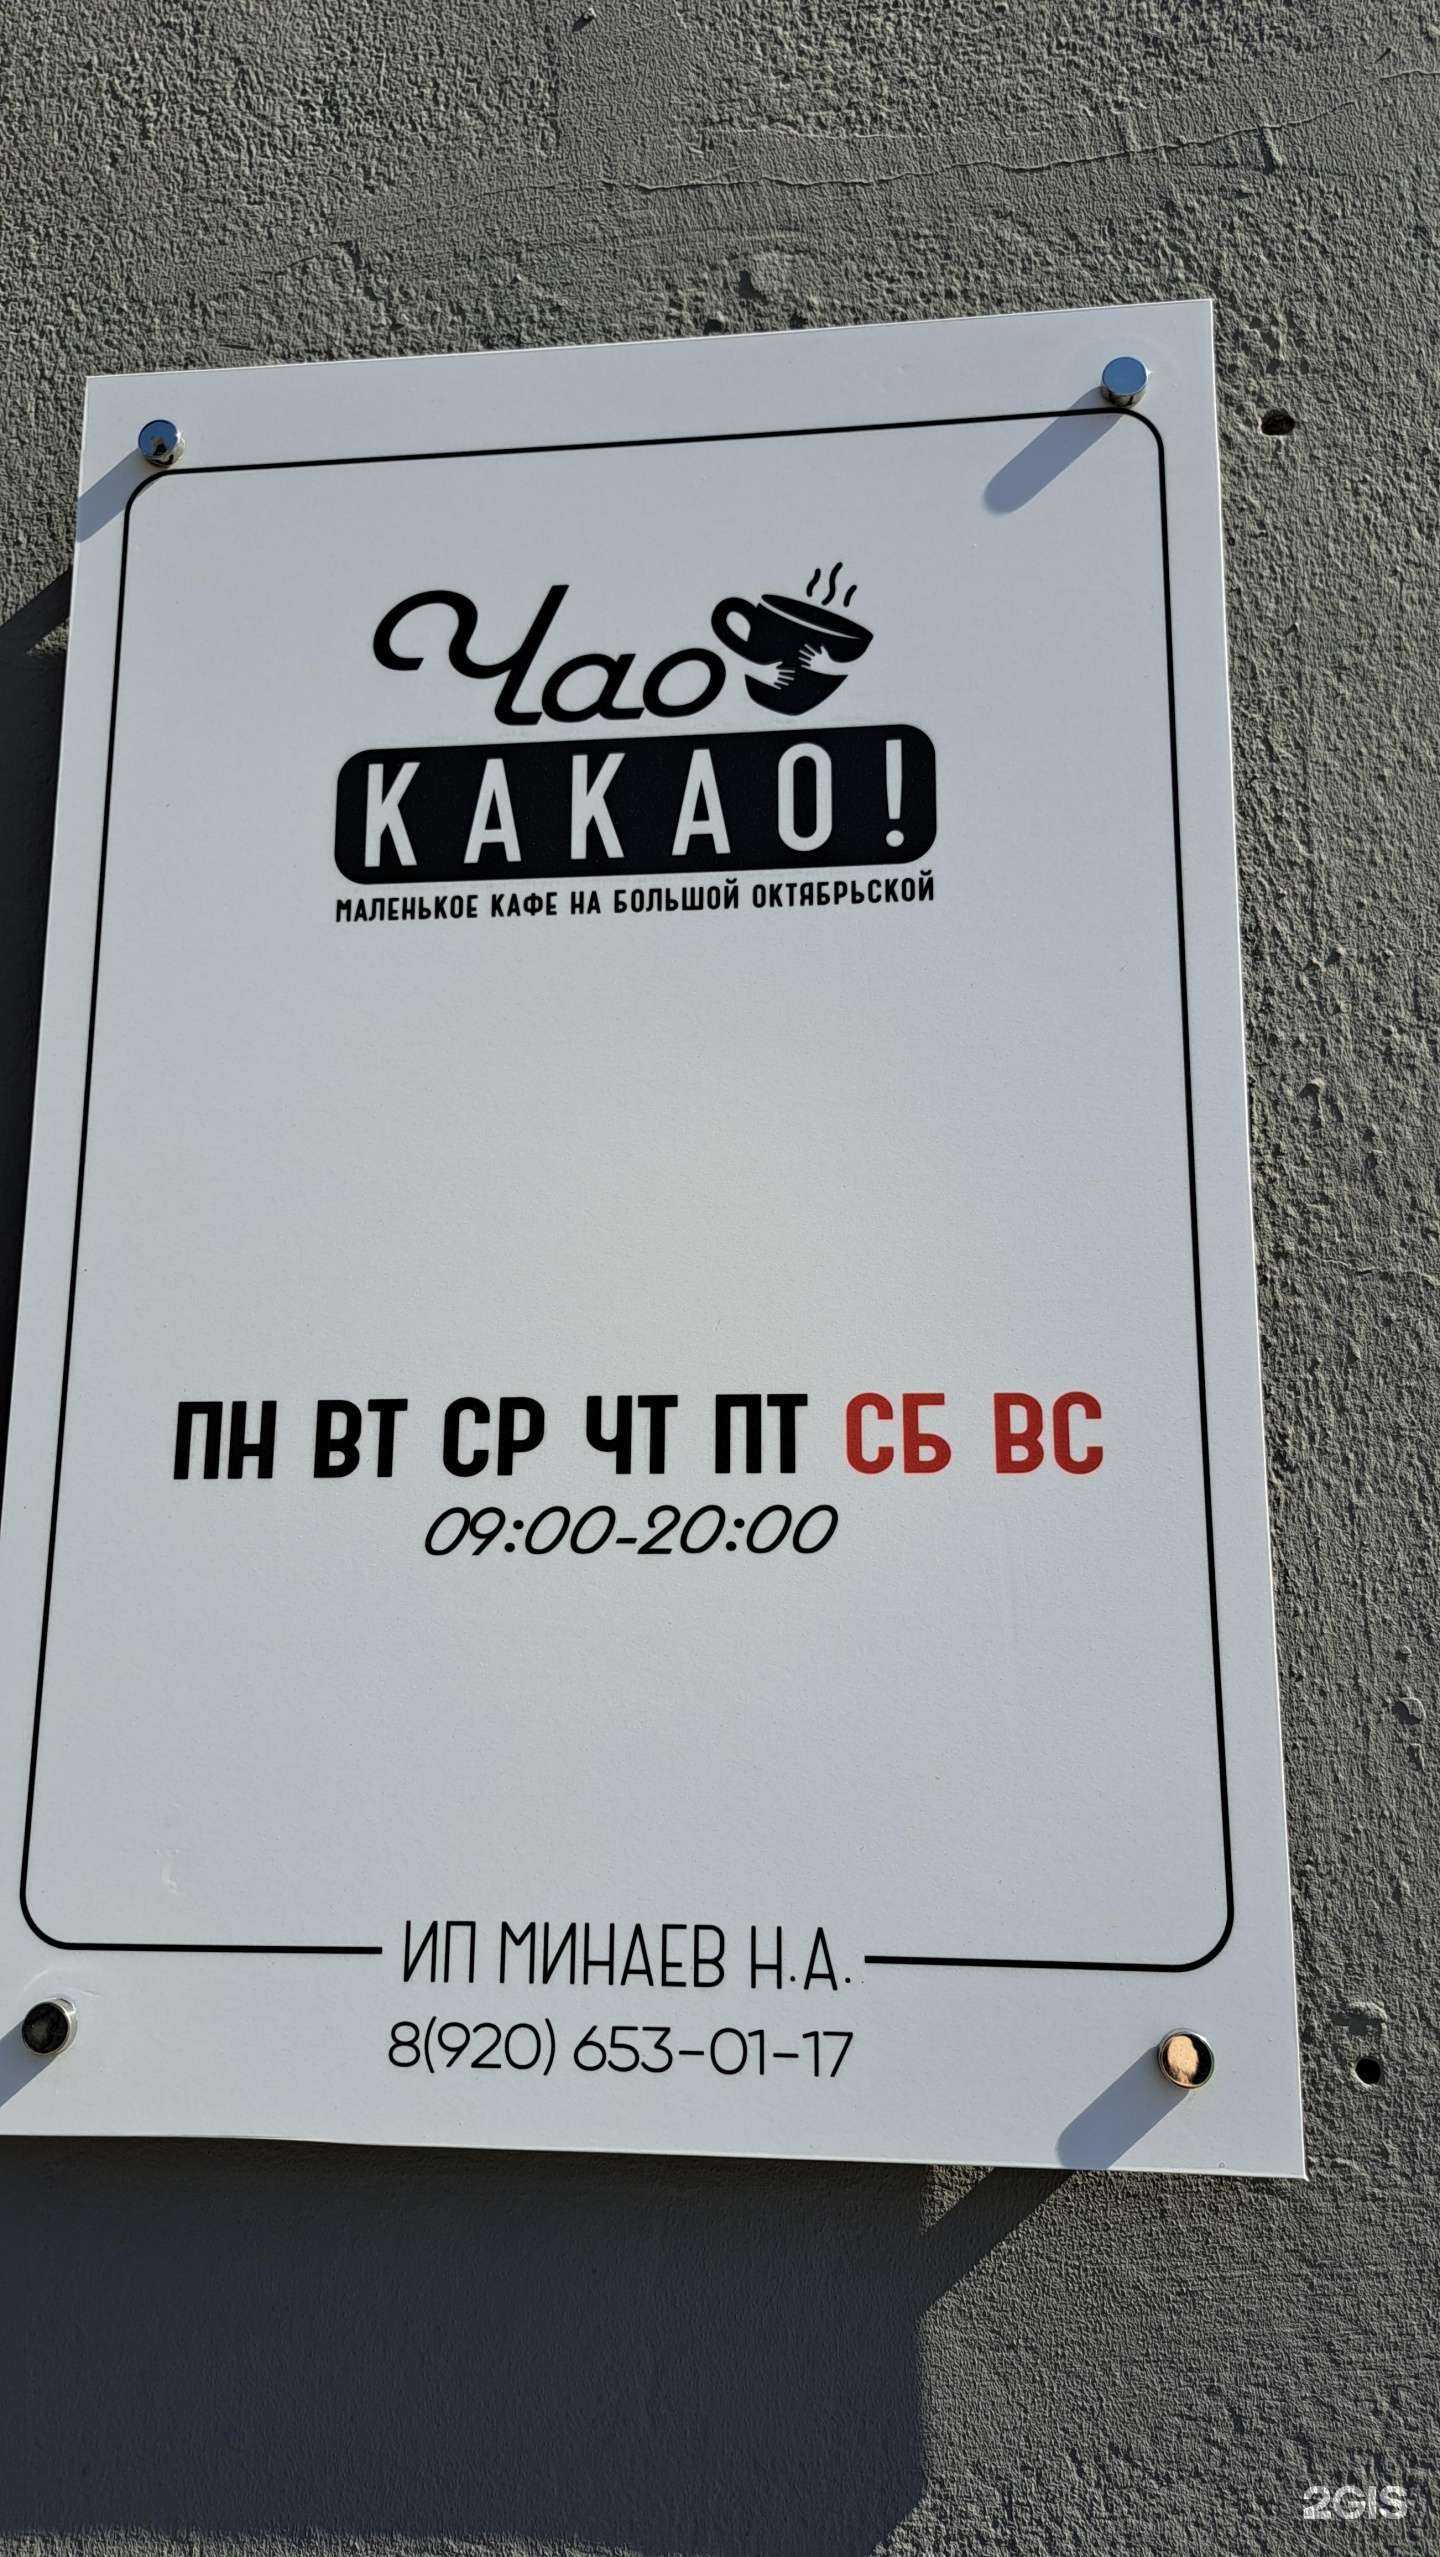 Чао
КАКАО!
МАЛЕНЬКОЕ КАФЕ НА БОЛЬШОЙ ОКТЯБРЬСКОЙ
ПН ВТ СР ЧТ ПТ СБ ВС
09:00-20:00
ИП МИНАЕВ Н.А.
8(920) 653-01-17
2GIS